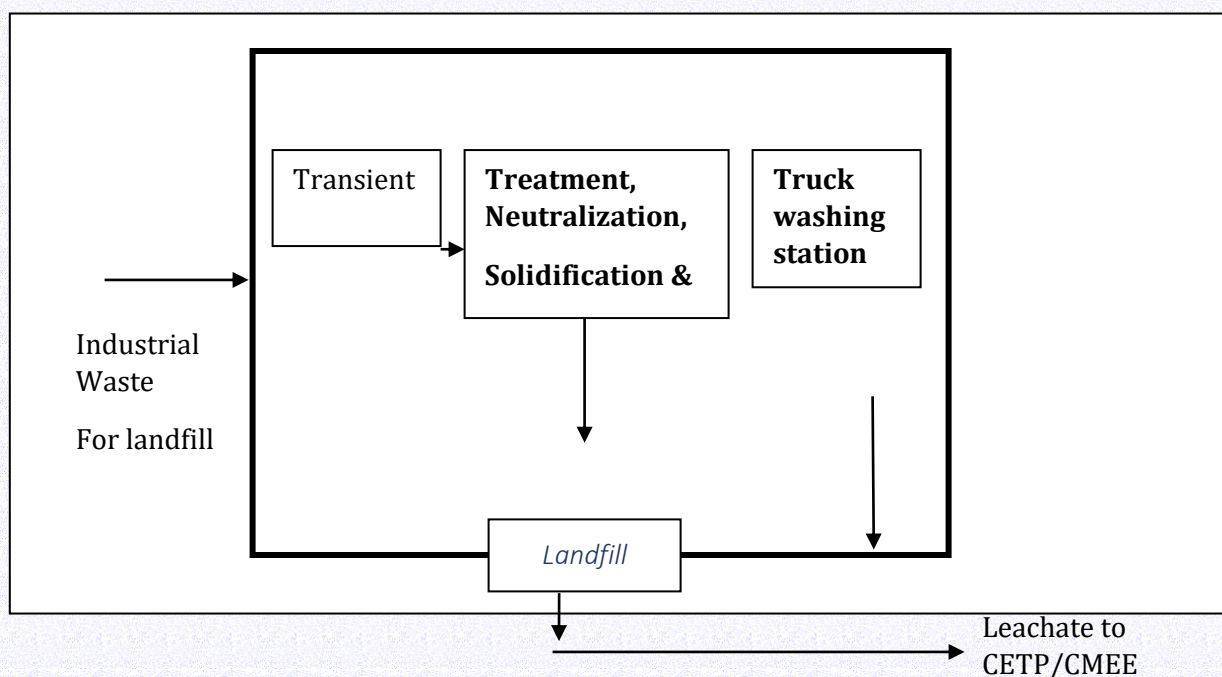 Transient
Treatment,
Neutralization,
Solidification &
Truck
washing
station
Industrial
Waste
For landfill
Landfill
Leachate to
CETP/CMEE